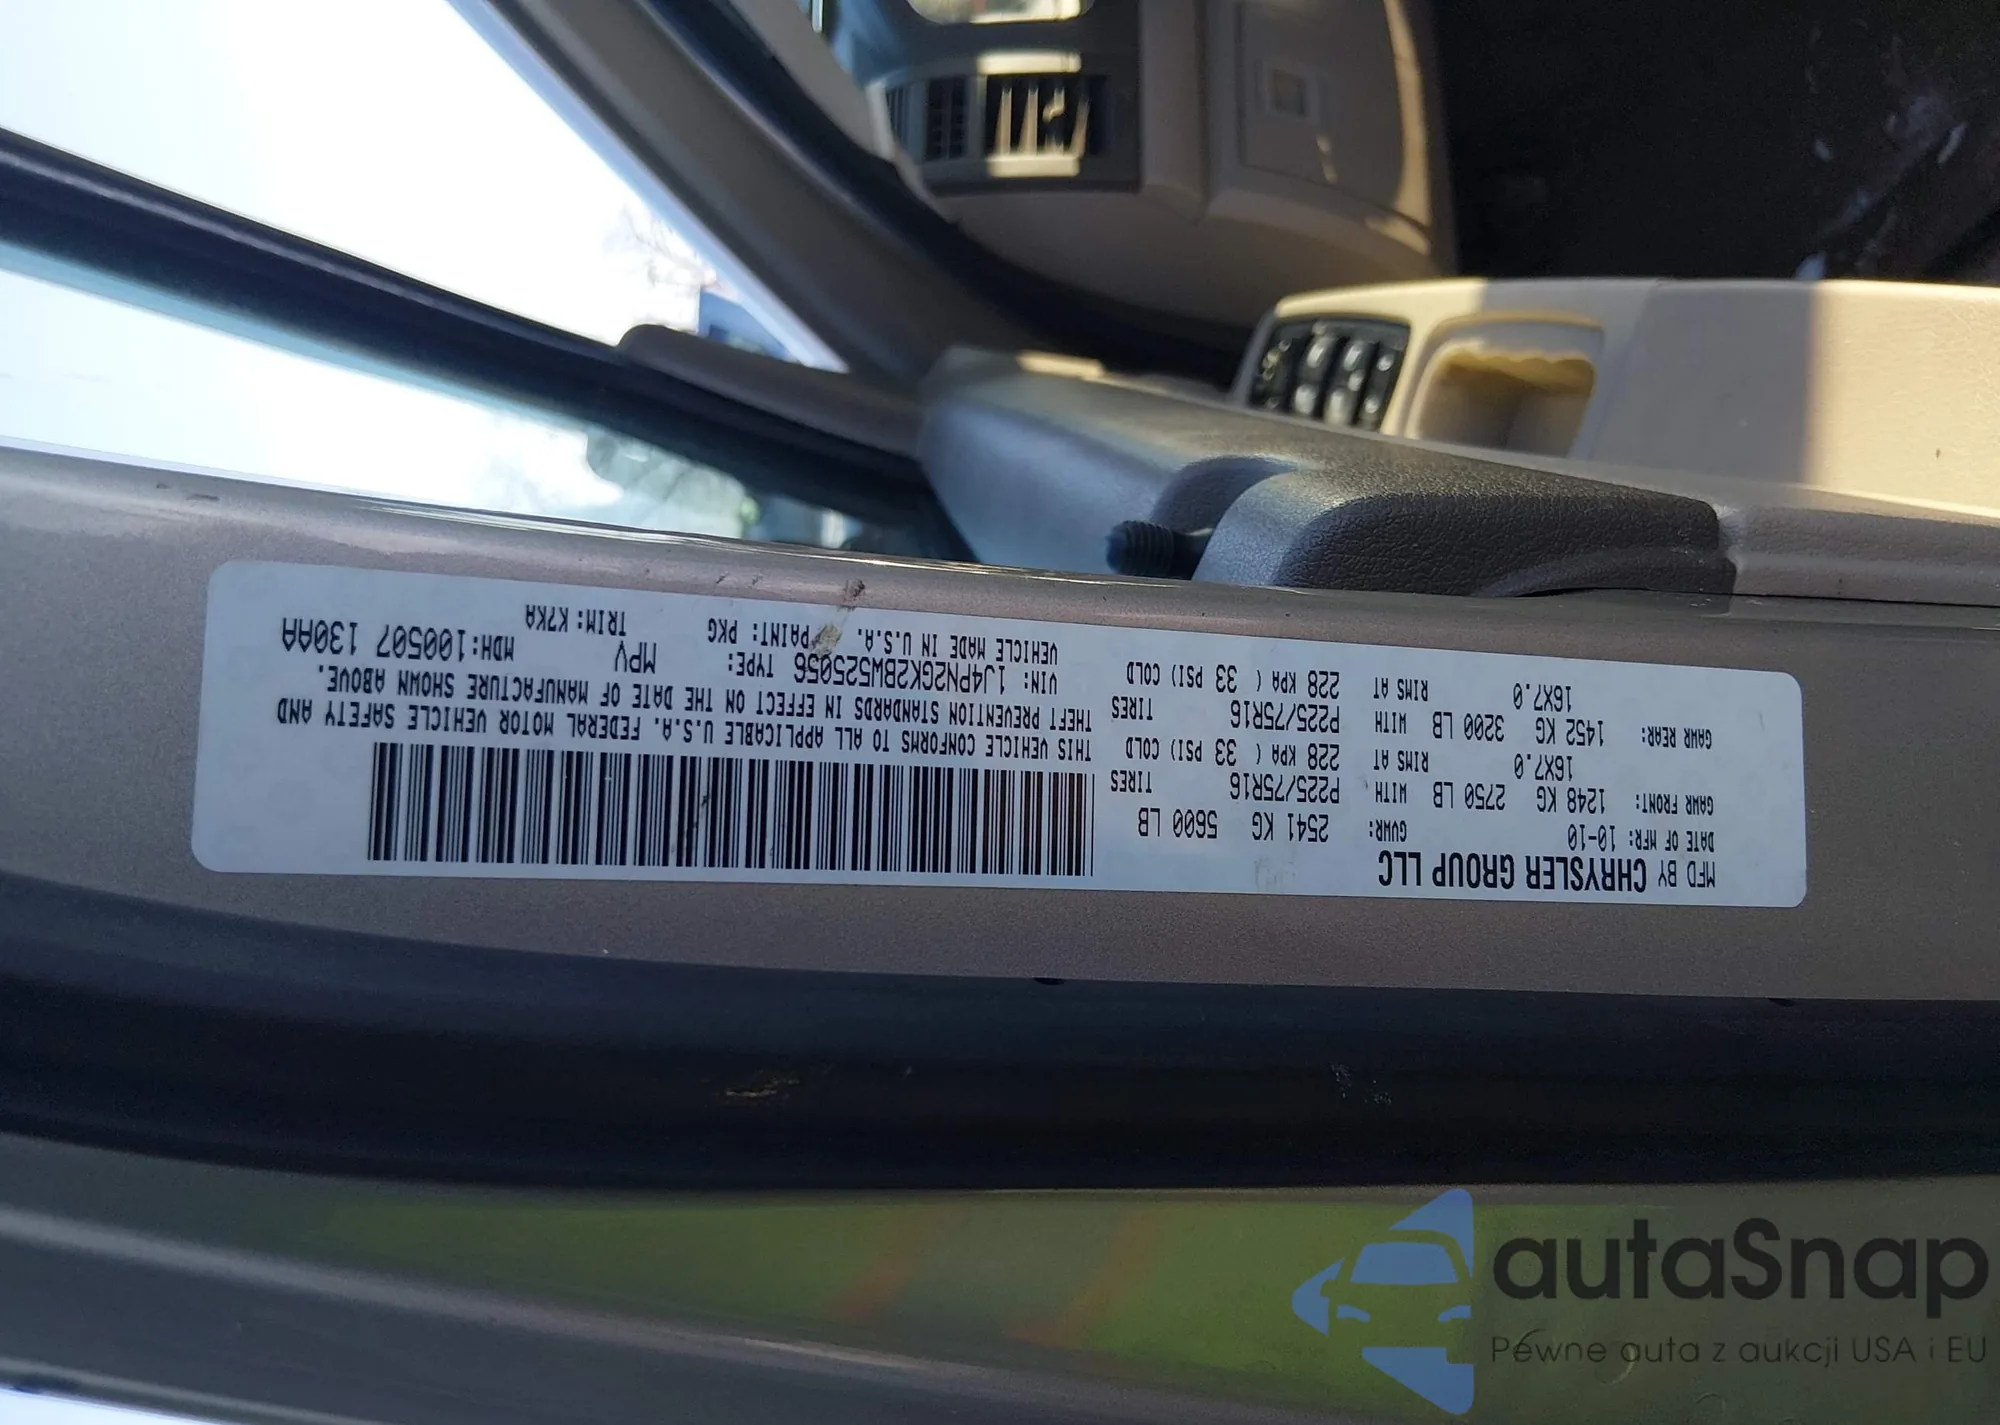 MFD BY CHRYSLER GROUP LLC
DATE OF MFR: 10-10 GVWR: 2541 KG 5600 LB
GAWR FRONT: 1248 KG 2750 LB WITH P225/75R16 TIRES
16X7.0 RIMS AT 228 KPA ( 33 PSI) COLD
GAWR REAR: 1452 KG 3200 LB WITH P225/75R16 TIRES
16X7.0 RIMS AT 228 KPA ( 33 PSI) COLD
THIS VEHICLE CONFORMS TO ALL APPLICABLE U.S.A. FEDERAL MOTOR VEHICLE SAFETY AND
THEFT PREVENTION STANDARDS IN EFFECT ON THE DATE OF MANUFACTURE SHOWN ABOVE.
VIN: 1J4PN2GK2BW525056 TYPE: MPV MDH:100507 130AA
VEHICLE MADE IN U.S.A. PAINT: PKG TRIM: K7KA
autaSnap
Pewne auta z aukcji USA i EU